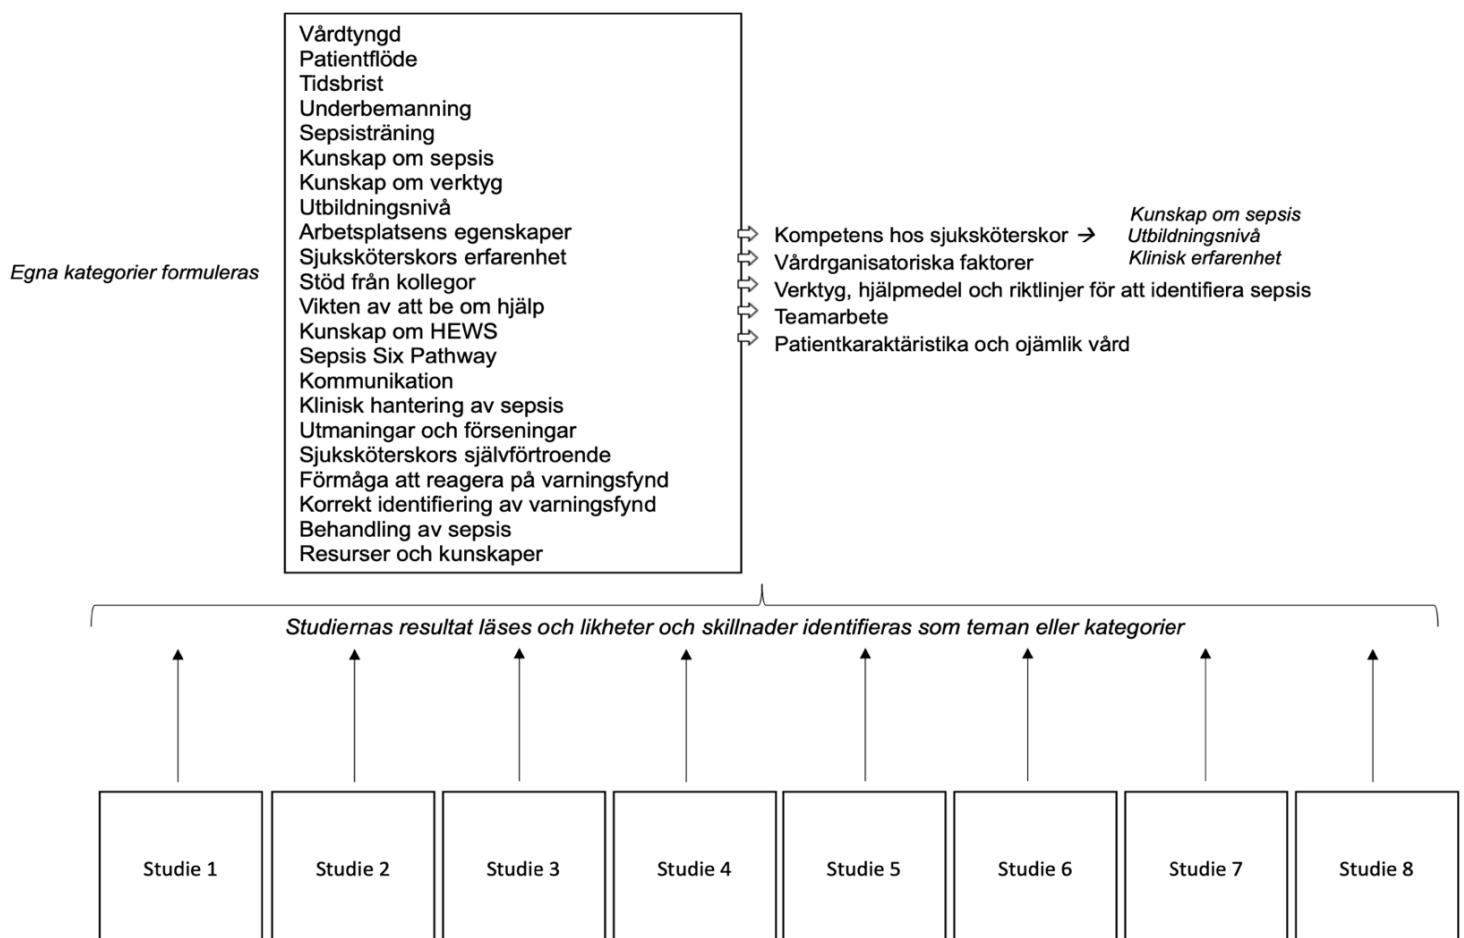 Vårdtyngd
Patientflöde
Tidsbrist
Underbemanning
Sepsisträning
Kunskap om sepsis
Kunskap om verktyg
Utbildningsnivå
Arbetsplatsens egenskaper
Sjuksköterskors erfarenhet
Stöd från kollegor
Vikten av att be om hjälp
Kunskap om HEWS
Sepsis Six Pathway
Kommunikation
Klinisk hantering av sepsis
Utmaningar och förseningar
Sjuksköterskors självförtroende
Förmåga att reagera på varningsfynd
Korrekt identifiering av varningsfynd
Behandling av sepsis
Resurser och kunskaper
Egna kategorier formuleras
Kompetens hos sjuksköterskor →
Vårdrganisatoriska faktorer
Verktyg, hjälpmedel och riktlinjer för att identifiera sepsis
Teamarbete
Patientkaraktäristika och ojämlik vård
Kunskap om sepsis
Utbildningsnivå
Klinisk erfarenhet
Studiernas resultat läses och likheter och skillnader identifieras som teman eller kategorier
Studie 1
Studie 2
Studie 3
Studie 4
Studie 5
Studie 6
Studie 7
Studie 8